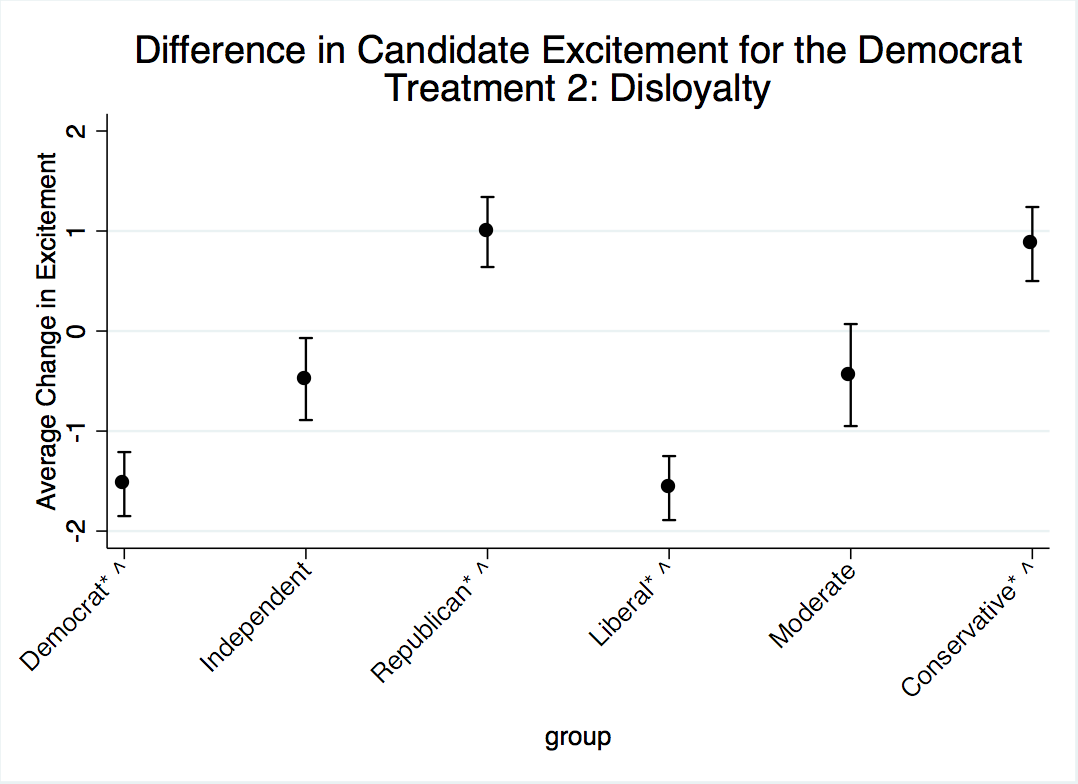 Difference in Candidate Excitement for the Democrat
Treatment 2: Disloyalty
Average Change in Excitement
2
1
0
-1
-2
Democrat* ^
Independent
Republican* ^
Liberal* ^
Moderate
Conservative* ^
group